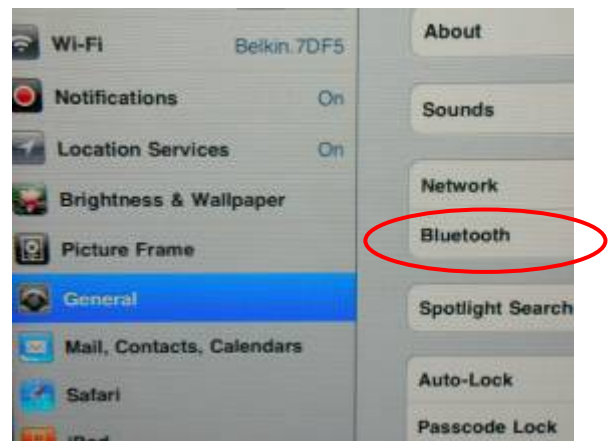 Wi-Fi Belkin.7DF5
Notifications On
Location Services On
Brightness & Wallpaper
Picture Frame
General
Mail, Contacts, Calendars
Safari
iPod
About
Sounds
Network
Bluetooth
Spotlight Search
Auto-Lock
Passcode Lock